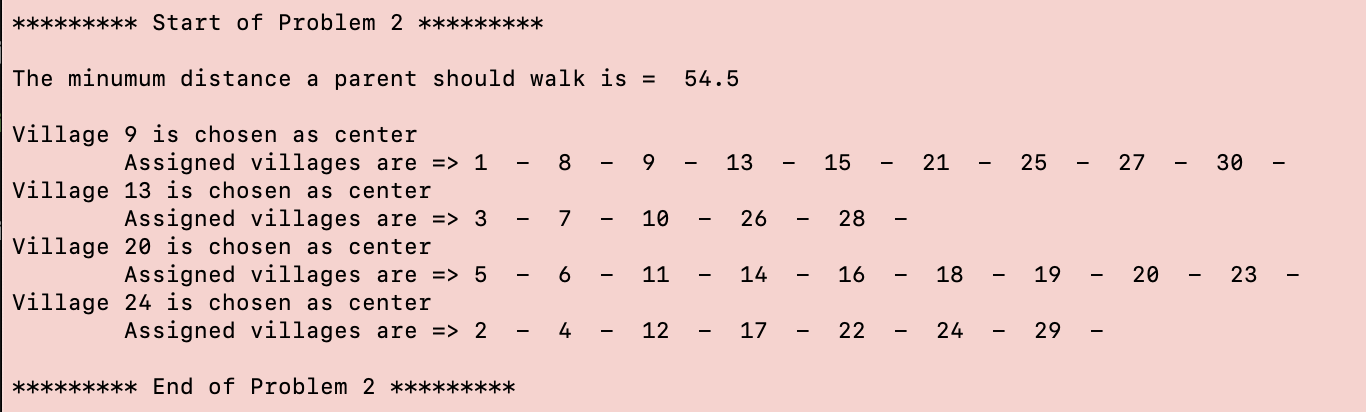 ********* Start of Problem 2 *********
The minumum distance a parent should walk is =  54.5
Village 9 is chosen as center
Assigned villages are => 1  -  8  -  9  -  13  -  15  -  21  -  25  -  27  -  30  -
Village 13 is chosen as center
Assigned villages are => 3  -  7  -  10  -  26  -  28  -
Village 20 is chosen as center
Assigned villages are => 5  -  6  -  11  -  14  -  16  -  18  -  19  -  20  -  23  -
Village 24 is chosen as center
Assigned villages are => 2  -  4  -  12  -  17  -  22  -  24  -  29  -
********* End of Problem 2 *********